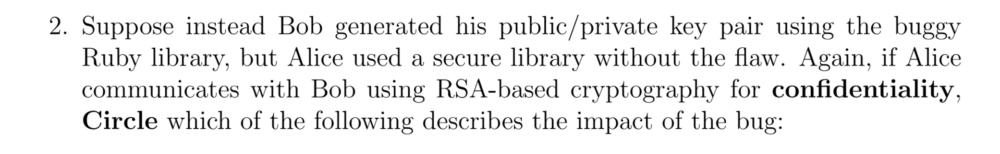 2. Suppose instead Bob generated his public/private key pair using the buggy
Ruby library, but Alice used a secure library without the flaw. Again, if Alice
communicates with Bob using RSA-based cryptography for confidentiality,
Circle which of the following describes the impact of the bug: